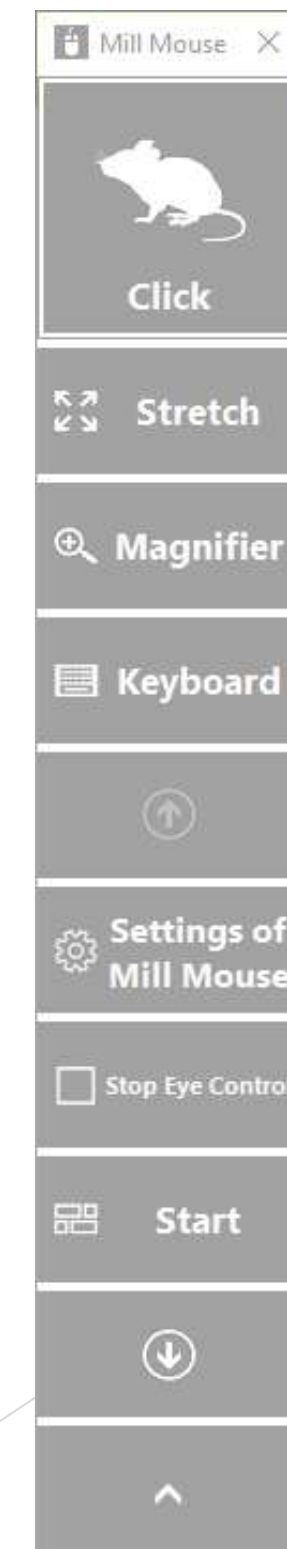 Mill Mouse
Click
Stretch
Magnifier
Keyboard
Settings of
Mill Mouse
Stop Eye Contro
Start